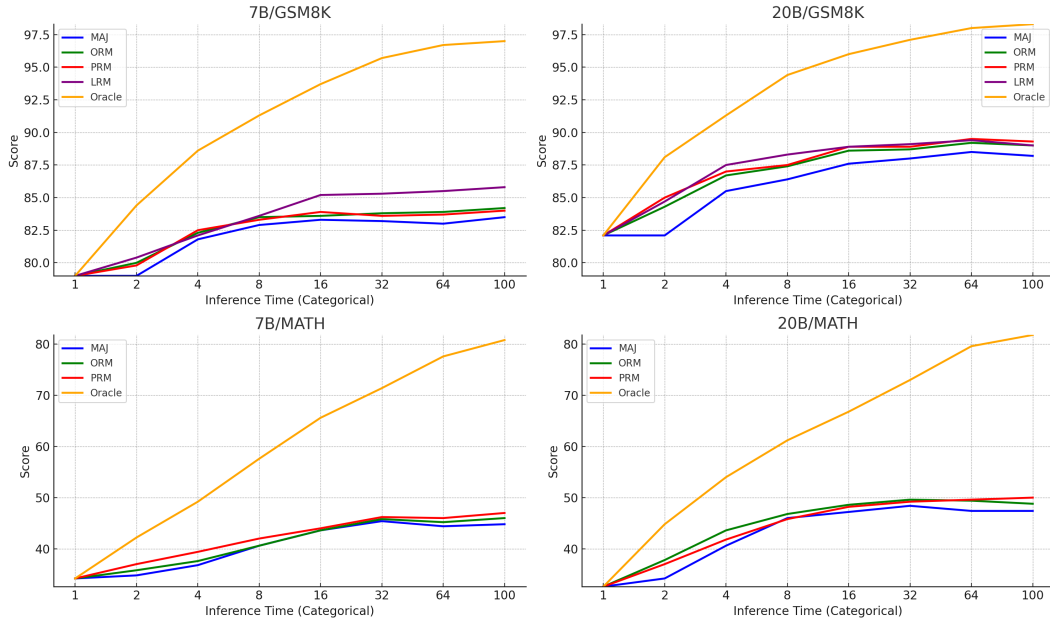 7B/GSM8K
97.5
95.0
92.5
90.0
87.5
85.0
82.5
80.0
Score
MAJ
ORM
PRM
LRM
Oracle
1 2 4 8 16 32 64 100
Inference Time (Categorical)
20B/GSM8K
97.5
95.0
92.5
90.0
87.5
85.0
82.5
80.0
Score
MAJ
ORM
PRM
LRM
Oracle
1 2 4 8 16 32 64 100
Inference Time (Categorical)
7B/MATH
80
70
60
50
40
Score
MAJ
ORM
PRM
Oracle
1 2 4 8 16 32 64 100
Inference Time (Categorical)
20B/MATH
80
70
60
50
40
Score
MAJ
ORM
PRM
Oracle
1 2 4 8 16 32 64 100
Inference Time (Categorical)